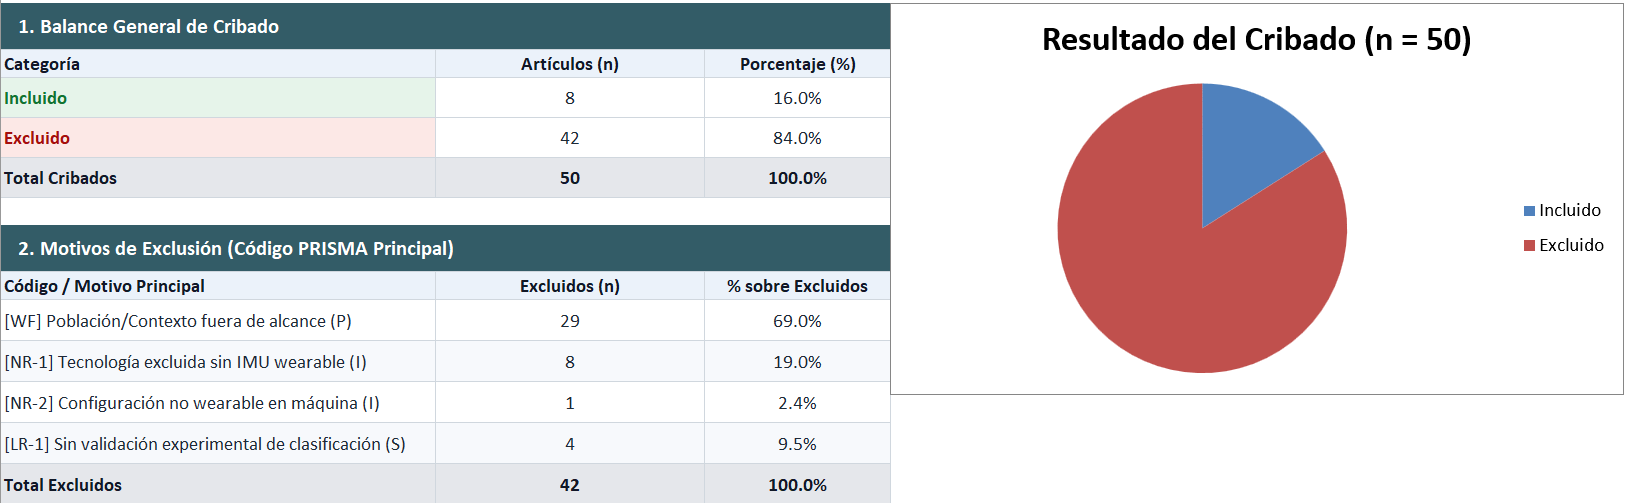 1. Balance General de Cribado
Categoría Artículos (n) Porcentaje (%)
Incluido 8 16.0%
Excluido 42 84.0%
Total Cribados 50 100.0%
2. Motivos de Exclusión (Código PRISMA Principal)
Código / Motivo Principal Excluidos (n) % sobre Excluidos
[WF] Población/Contexto fuera de alcance (P) 29 69.0%
[NR-1] Tecnología excluida sin IMU wearable (I) 8 19.0%
[NR-2] Configuración no wearable en máquina (I) 1 2.4%
[LR-1] Sin validación experimental de clasificación (S) 4 9.5%
Total Excluidos 42 100.0%
Resultado del Cribado (n = 50)
Incluido
Excluido